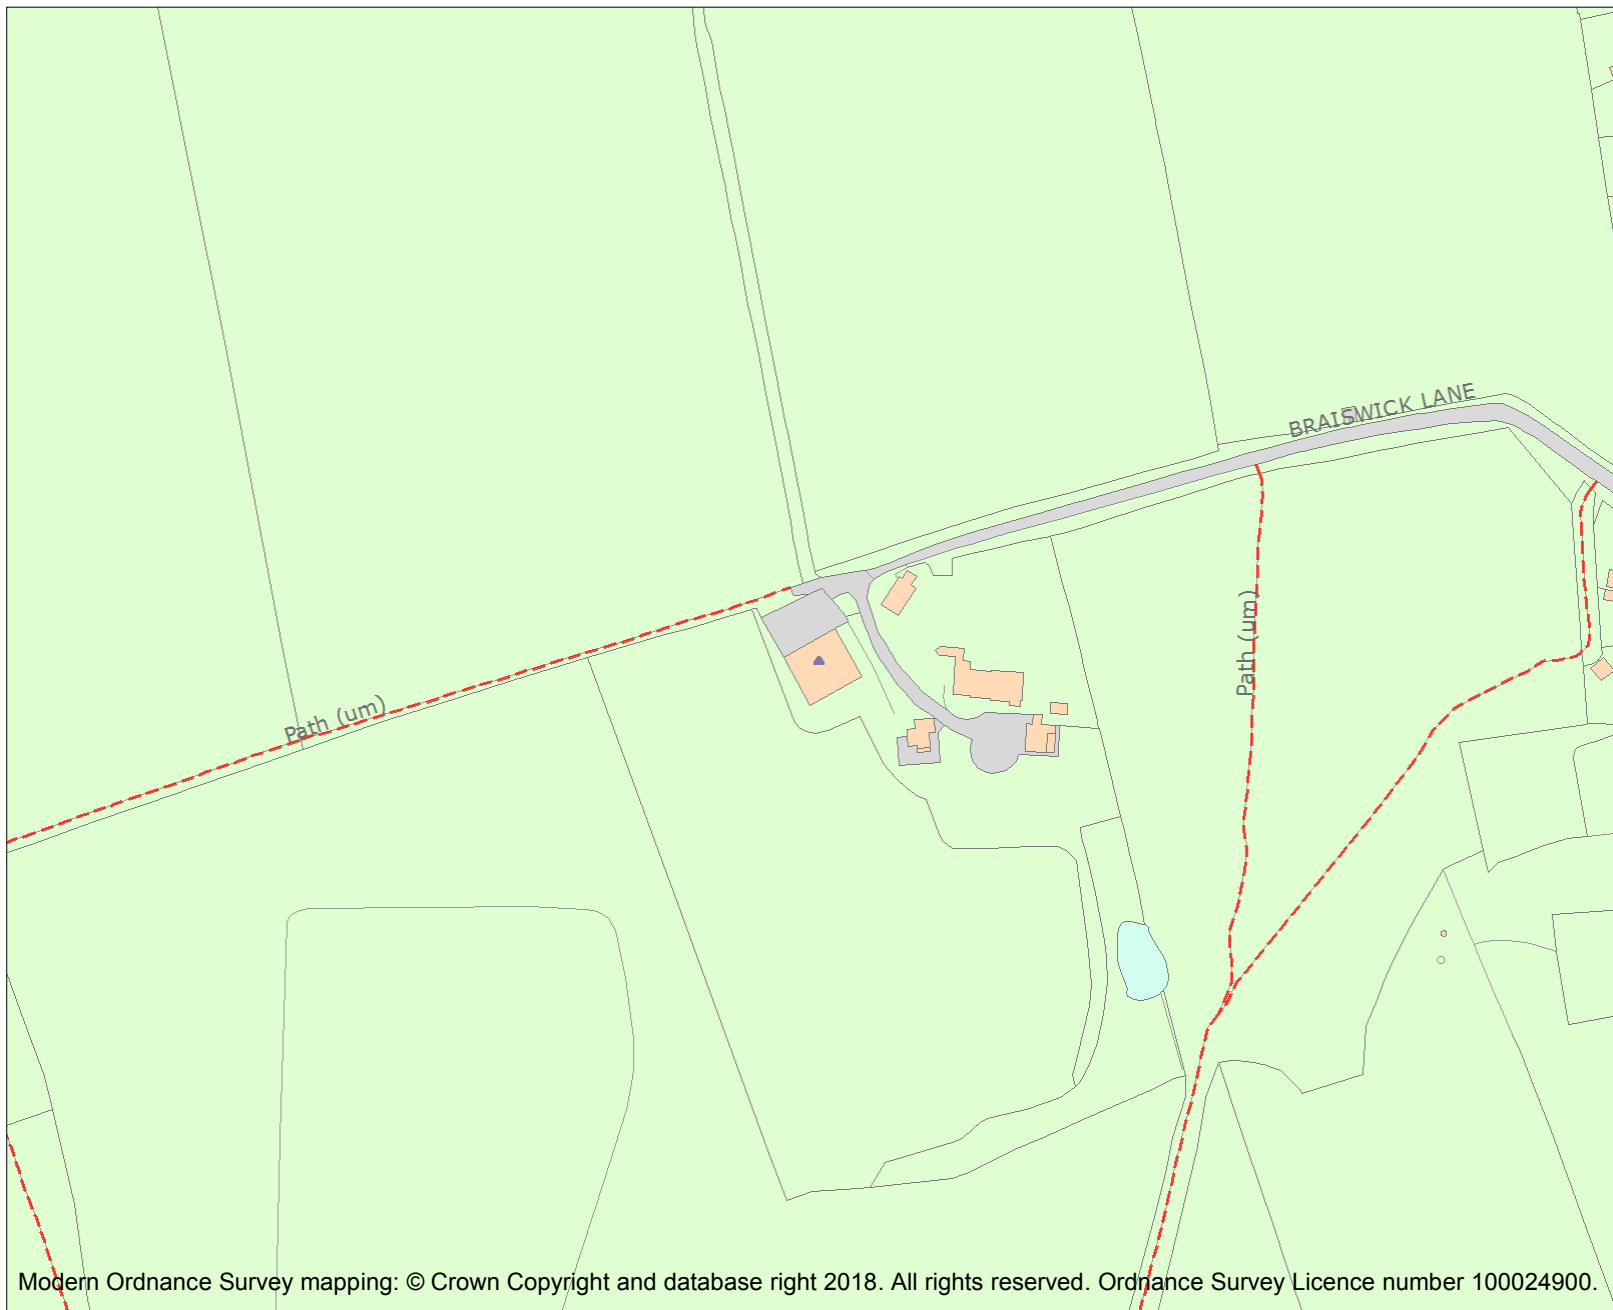 BRAISWICK LANE
Path (um)
Path (um)
Modern Ordnance Survey mapping: © Crown Copyright and database right 2018. All rights reserved. Ordnance Survey Licence number 100024900.